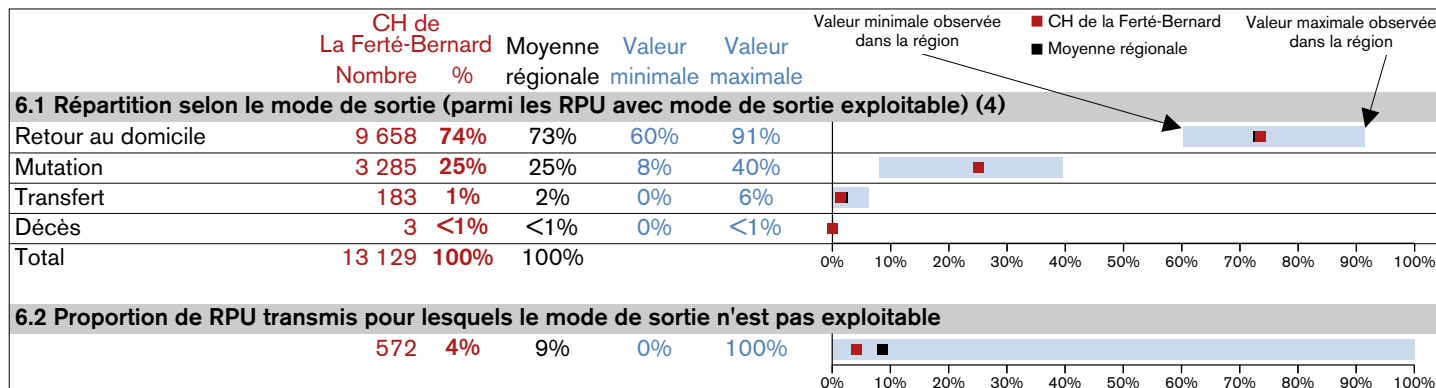 CH de
La Ferté-Bernard Moyenne Valeur Valeur
Nombre % régionale minimale maximale
Valeur minimale observée
dans la région
CH de la Ferté-Bernard
Moyenne régionale
Valeur maximale observée
dans la région
6.1 Répartition selon le mode de sortie (parmi les RPU avec mode de sortie exploitable) (4)
Retour au domicile 9 658 74% 73% 60% 91%
Mutation 3 285 25% 25% 8% 40%
Transfert 183 1% 2% 0% 6%
Décès 3 <1% <1% 0% <1%
Total 13 129 100% 100%
0% 10% 20% 30% 40% 50% 60% 70% 80% 90% 100%
6.2 Proportion de RPU transmis pour lesquels le mode de sortie n'est pas exploitable
572 4% 9% 0% 100%
0% 10% 20% 30% 40% 50% 60% 70% 80% 90% 100%